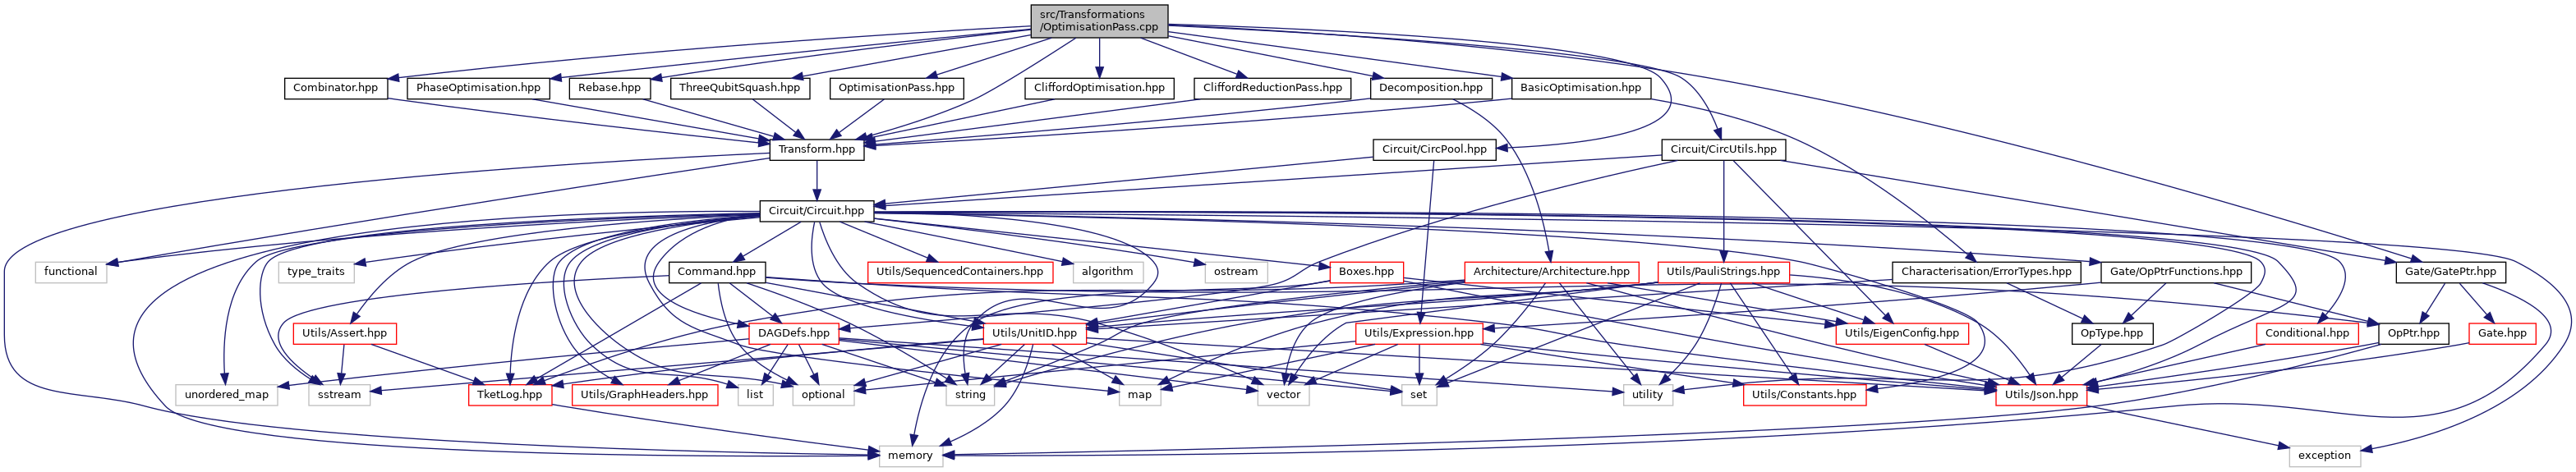 src/Transformations
/OptimisationPass.cpp
Combinator.hpp
PhaseOptimisation.hpp
Rebase.hpp
ThreeQubitSquash.hpp
OptimisationPass.hpp
CliffordOptimisation.hpp
CliffordReductionPass.hpp
Decomposition.hpp
BasicOptimisation.hpp
Transform.hpp
Circuit/CircPool.hpp
Circuit/CircUtils.hpp
Circuit/Circuit.hpp
functional
type_traits
Command.hpp
Utils/SequencedContainers.hpp
algorithm
ostream
Boxes.hpp
Architecture/Architecture.hpp
Utils/PauliStrings.hpp
Characterisation/ErrorTypes.hpp
Gate/OpPtrFunctions.hpp
Gate/GatePtr.hpp
Utils/Assert.hpp
DAGDefs.hpp
Utils/UnitID.hpp
Utils/Expression.hpp
Utils/EigenConfig.hpp
OpType.hpp
Conditional.hpp
OpPtr.hpp
Gate.hpp
unordered_map
sstream
TketLog.hpp
Utils/GraphHeaders.hpp
list
optional
string
map
vector
set
utility
Utils/Constants.hpp
Utils/Json.hpp
memory
exception